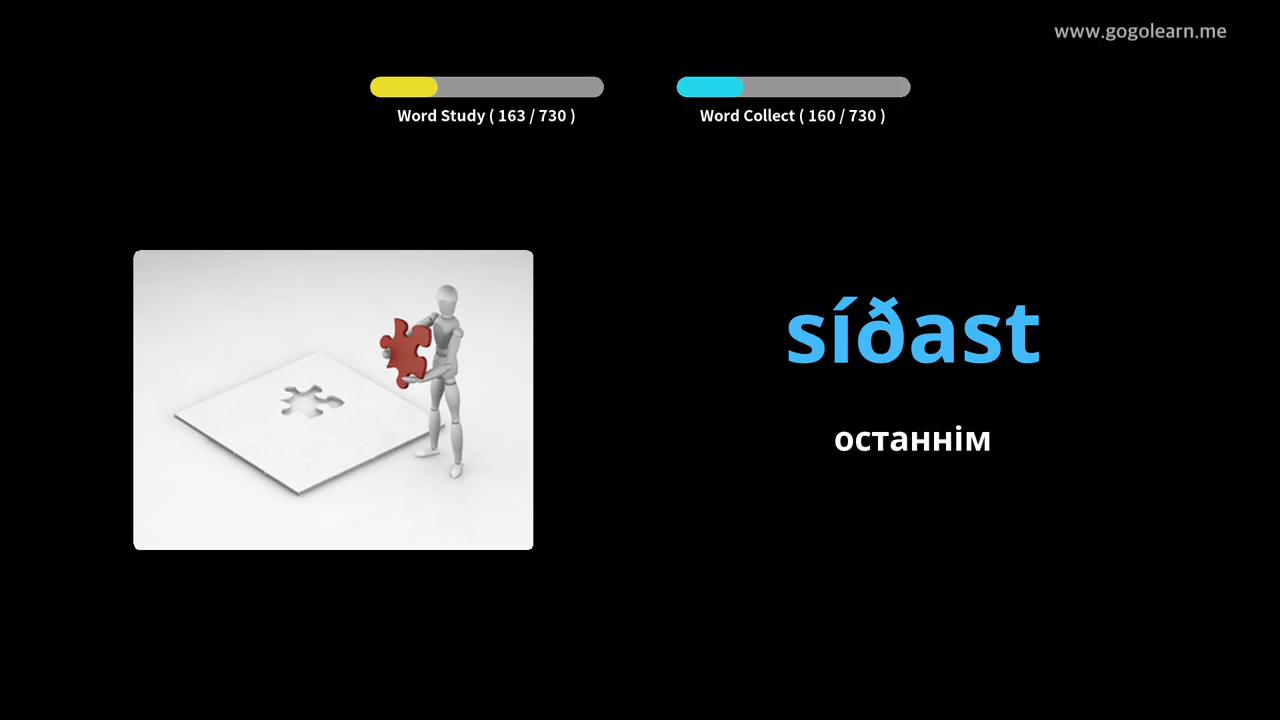 www.gogolearn.me
Word Study ( 163 / 730 )
Word Collect ( 160 / 730 )
síðast
останнім